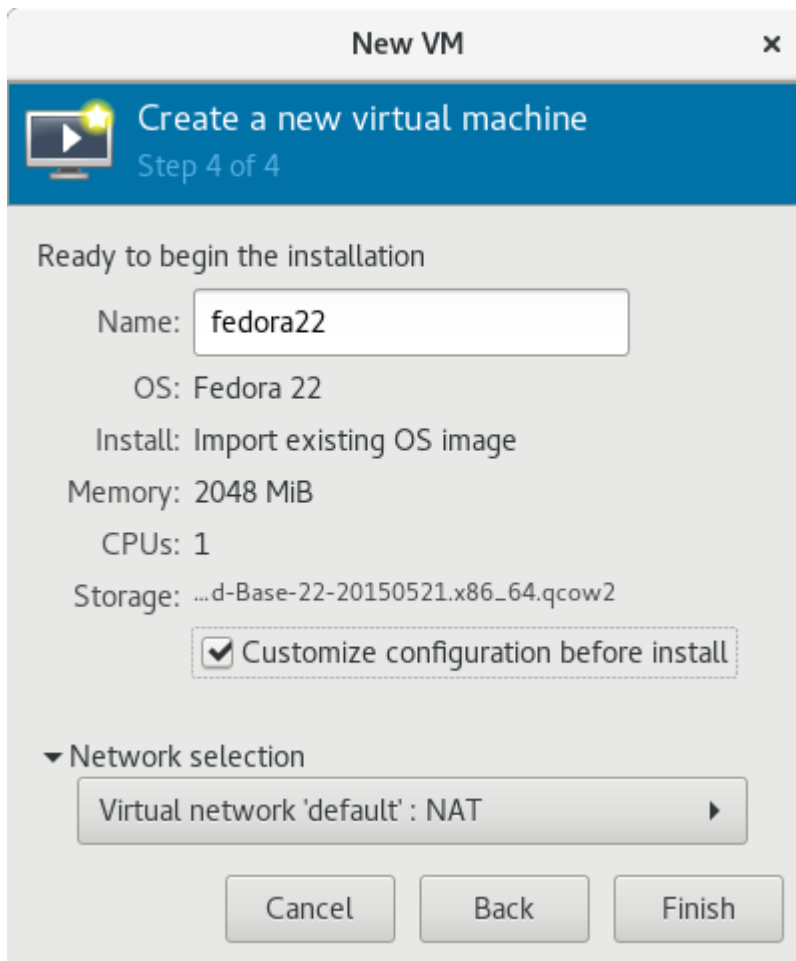 New VM ×
Create a new virtual machine
Step 4 of 4
Ready to begin the installation
Name: fedora22
OS: Fedora 22
Install: Import existing OS image
Memory: 2048 MiB
CPUs: 1
Storage: ...d-Base-22-20150521.x86_64.qcow2
Customize configuration before install
Network selection
Virtual network 'default' : NAT
Cancel Back Finish